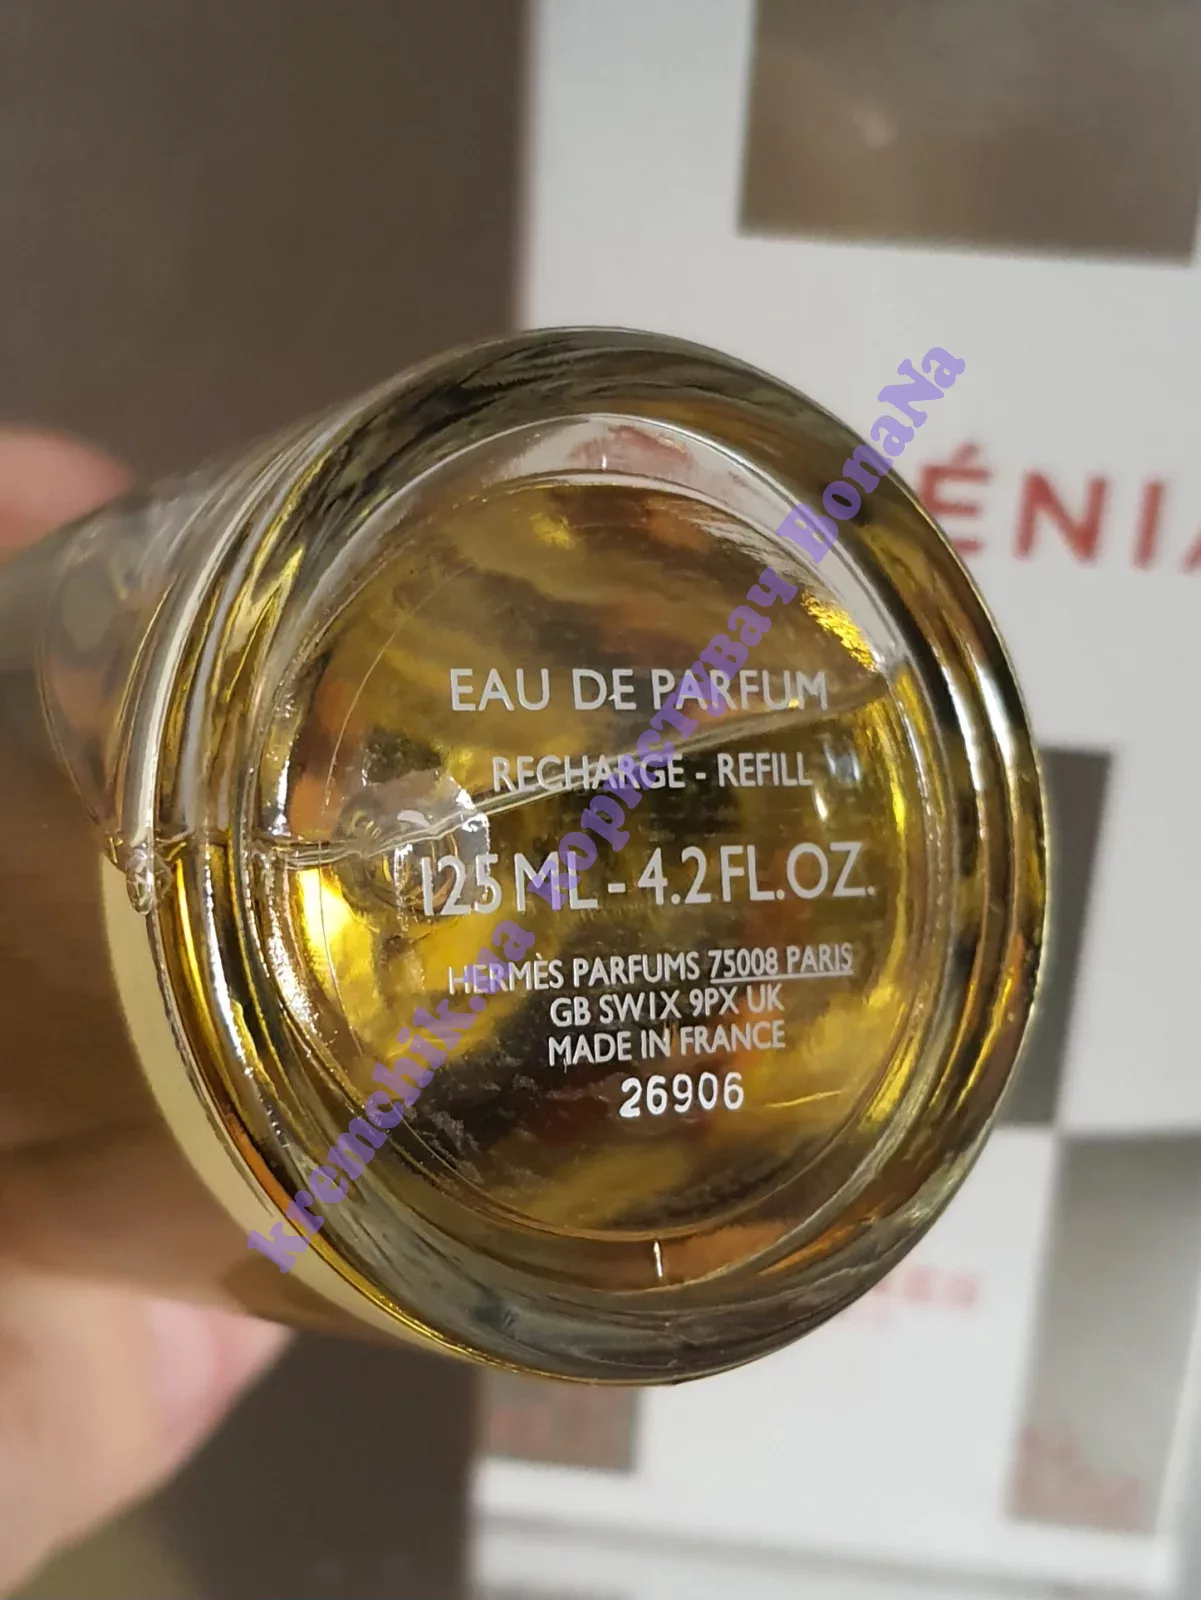 ÉNIA
EAU DE PARFUM
RECHARGE - REFILL
125 ML - 4.2 FL.OZ.
HERMÈS PARFUMS 75008 PARIS
GB SW1X 9PX UK
MADE IN FRANCE
26906
kremchik.ua користувач BonaNa